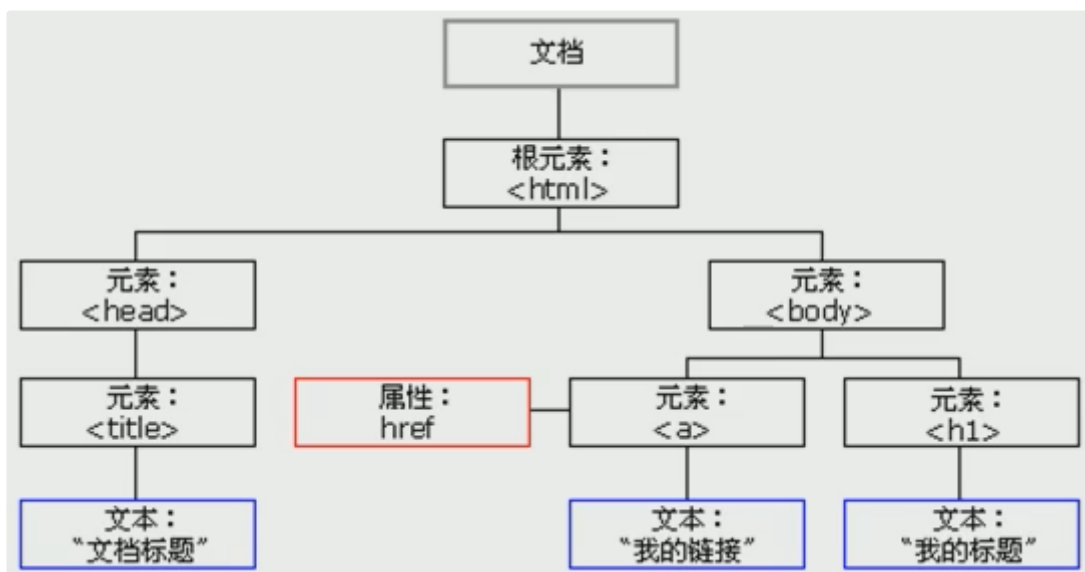 文档
根元素：
<html>
元素：
<head>
元素：
<body>
元素：
<title>
属性：
href
元素：
<a>
元素：
<h1>
文本：
“文档标题”
文本：
“我的链接”
文本：
“我的标题”